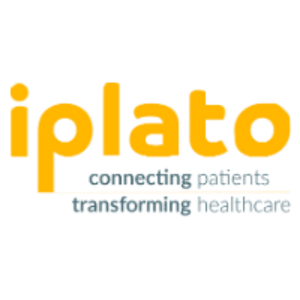 iplato
connecting patients
transforming healthcare